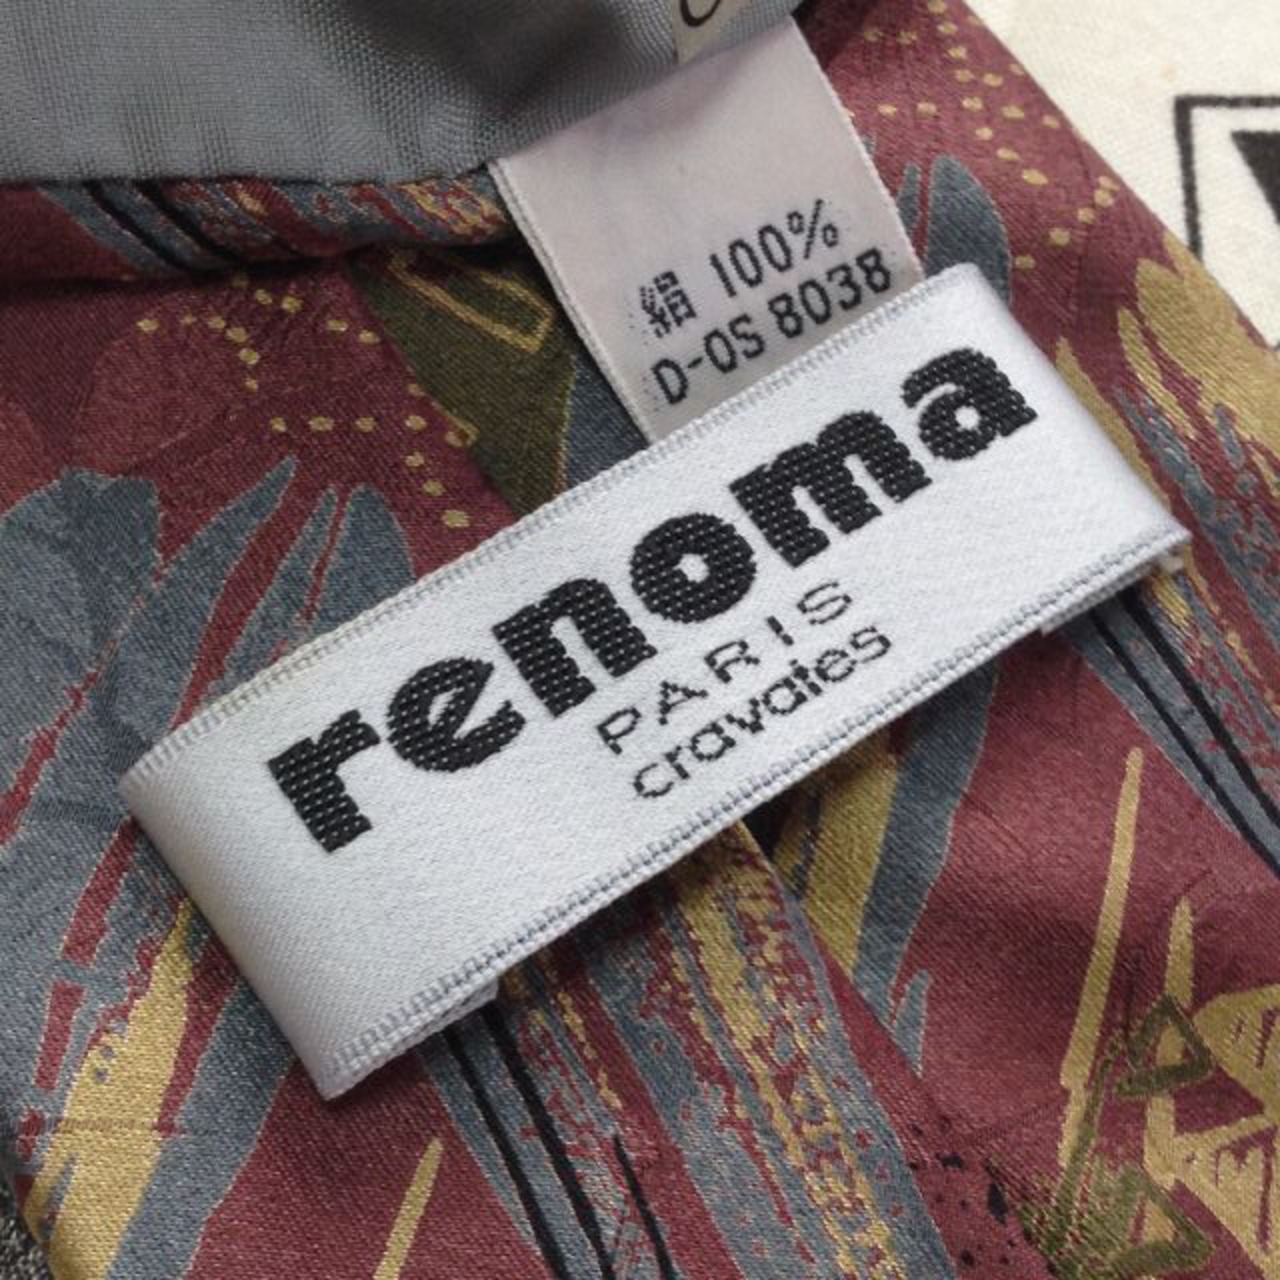 絹 100%
D-OS 8038
renoma
PARIS
cravates